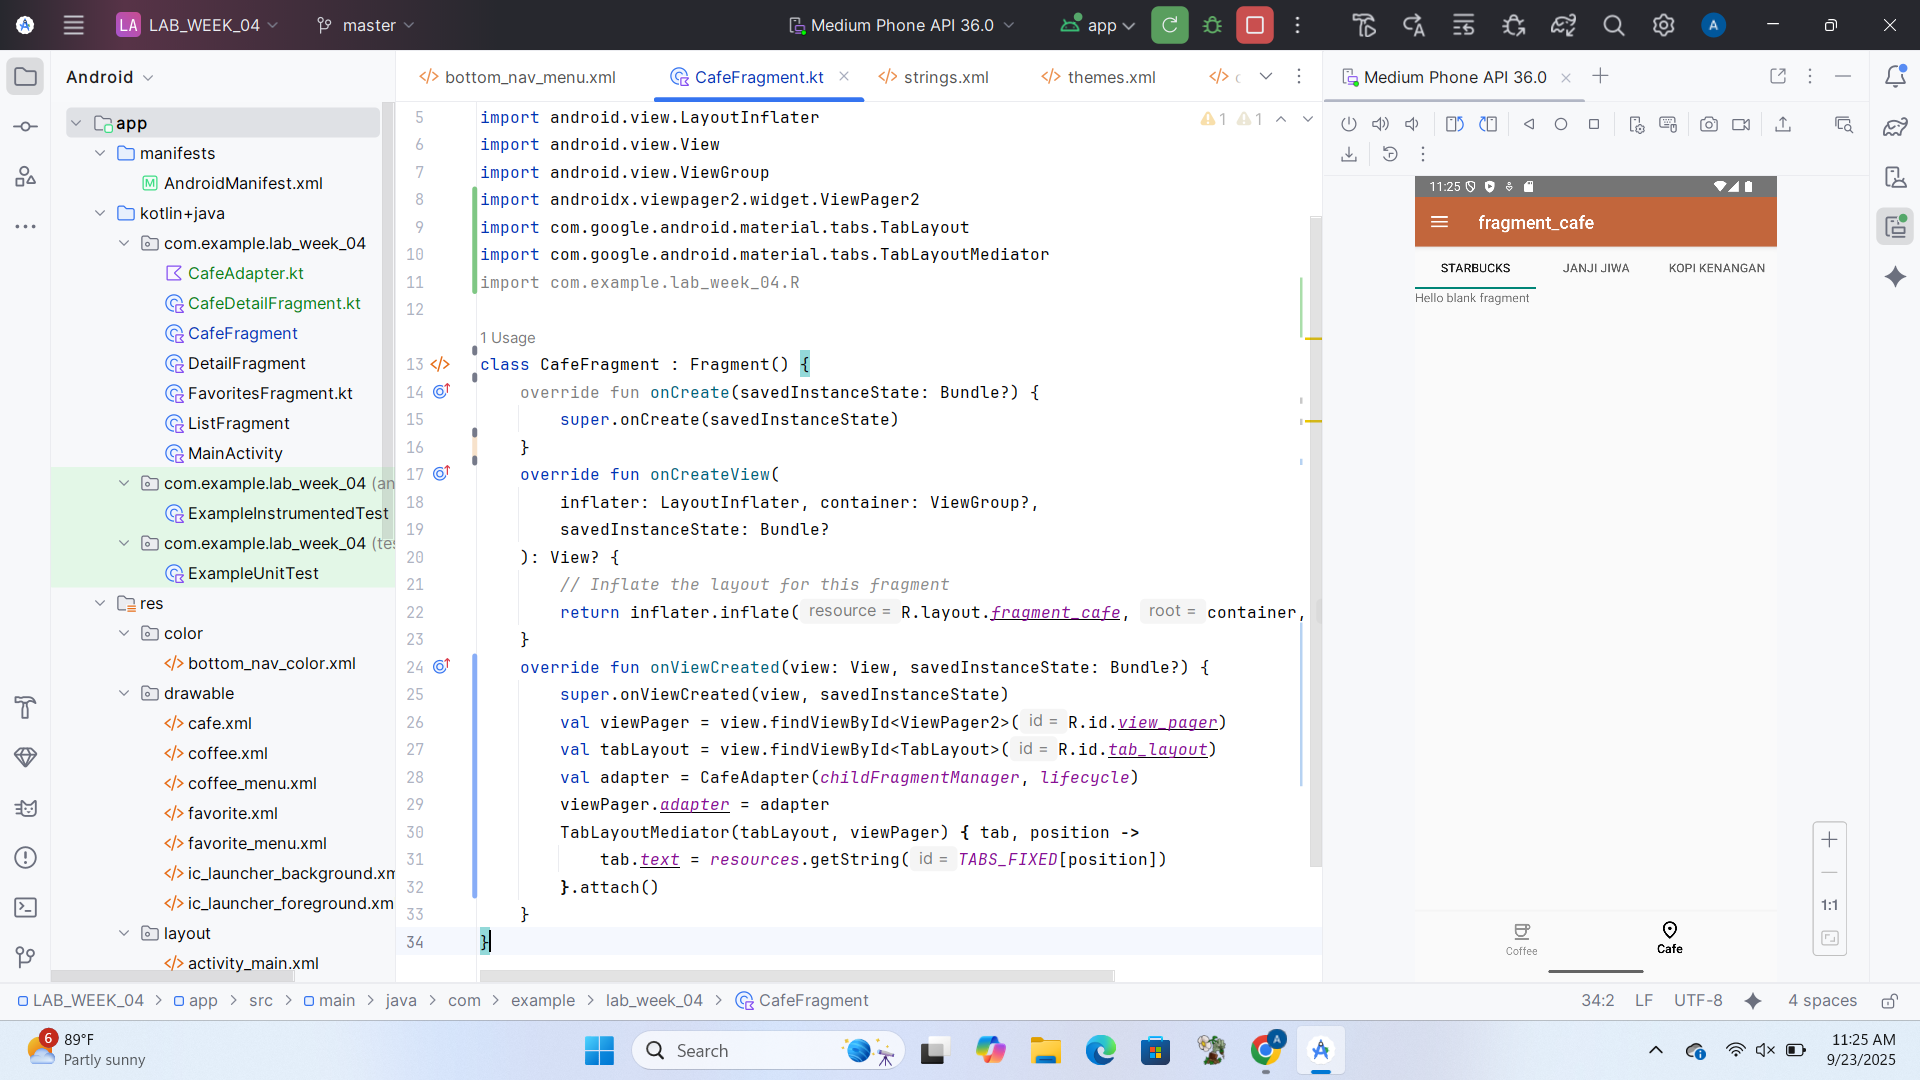 LA LAB_WEEK_04 master Medium Phone API 36.0 app A
Android
app
manifests
AndroidManifest.xml
kotlin+java
com.example.lab_week_04
CafeAdapter.kt
CafeDetailFragment.kt
CafeFragment
DetailFragment
FavoritesFragment.kt
ListFragment
MainActivity
com.example.lab_week_04 (an
ExampleInstrumentedTest
com.example.lab_week_04 (tes
ExampleUnitTest
res
color
bottom_nav_color.xml
drawable
cafe.xml
coffee.xml
coffee_menu.xml
favorite.xml
favorite_menu.xml
ic_launcher_background.xm
ic_launcher_foreground.xm
layout
activity_main.xml
bottom_nav_menu.xml CafeFragment.kt strings.xml themes.xml c
1 1
5 import android.view.LayoutInflater
6 import android.view.View
7 import android.view.ViewGroup
8 import androidx.viewpager2.widget.ViewPager2
9 import com.google.android.material.tabs.TabLayout
10 import com.google.android.material.tabs.TabLayoutMediator
11 import com.example.lab_week_04.R
12
1 Usage
13 class CafeFragment : Fragment() {
14 override fun onCreate(savedInstanceState: Bundle?) {
15 super.onCreate(savedInstanceState)
16 }
17 override fun onCreateView(
18 inflater: LayoutInflater, container: ViewGroup?,
19 savedInstanceState: Bundle?
20 ): View? {
21 // Inflate the layout for this fragment
22 return inflater.inflate( resource = R.layout.fragment_cafe, root = container,
23 }
24 override fun onViewCreated(view: View, savedInstanceState: Bundle?) {
25 super.onViewCreated(view, savedInstanceState)
26 val viewPager = view.findViewById<ViewPager2>( id = R.id.view_pager)
27 val tabLayout = view.findViewById<TabLayout>( id = R.id.tab_layout)
28 val adapter = CafeAdapter(childFragmentManager, lifecycle)
29 viewPager.adapter = adapter
30 TabLayoutMediator(tabLayout, viewPager) { tab, position ->
31 tab.text = resources.getString( id = TABS_FIXED[position])
32 }.attach()
33 }
34 }
Medium Phone API 36.0
11:25
fragment_cafe
STARBUCKS JANJI JIWA KOPI KENANGAN
Hello blank fragment
Coffee Cafe
1:1
LAB_WEEK_04 > app > src > main > java > com > example > lab_week_04 > CafeFragment 34:2 LF UTF-8 4 spaces
6 89°F
Partly sunny
Search
A
11:25 AM
9/23/2025